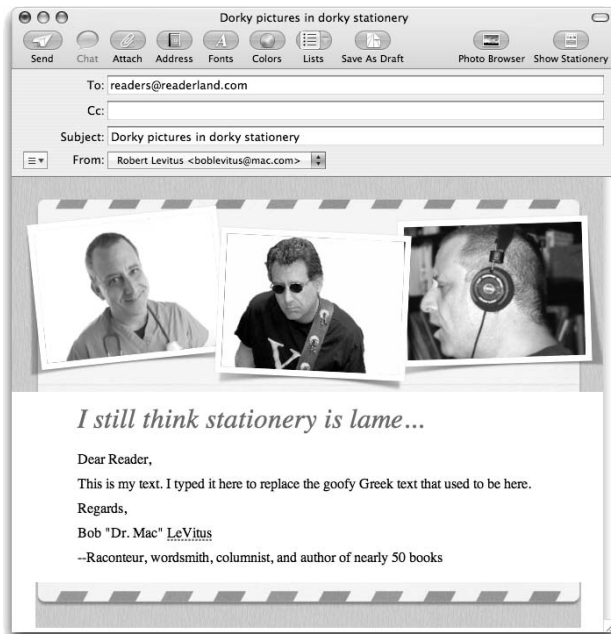 Dorky pictures in dorky stationery
Send Chat Attach Address Fonts Colors Lists Save As Draft Photo Browser Show Stationery
To: readers@readerland.com
Cc:
Subject: Dorky pictures in dorky stationery
From: Robert Levitus <boblevitus@mac.com>
I still think stationery is lame…
Dear Reader,
This is my text. I typed it here to replace the goofy Greek text that used to be here.
Regards,
Bob "Dr. Mac" LeVitus
--Raconteur, wordsmith, columnist, and author of nearly 50 books